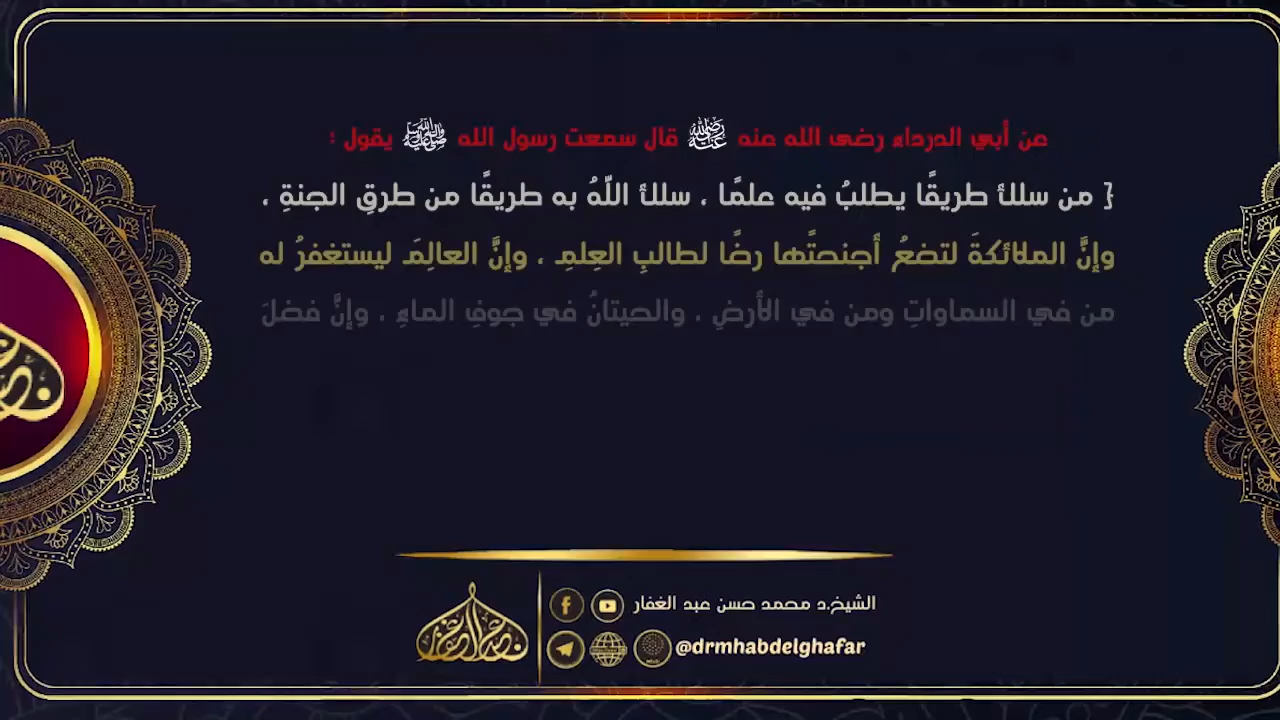 عن أبي الدرداء رضى الله عنه ﵁ قال سمعت رسول الله ﷺ يقول :
{ من سلك طريقًا يطلبُ فيه علمًا ، سلك اللّهُ به طريقًا من طرقِ الجنةِ ،
وإنَّ الملائكةَ لتضعُ أجنحتَها رضًا لطالبِ العِلمِ ، وإنَّ العالِمَ ليستغفرُ له
من في السماواتِ ومن في الأرضِ ، والحيتانُ في جوفِ الماءِ ، وإنَّ فضلَ
الشيخ.د محمد حسن عبد الغفار
@drmhabdelghafar